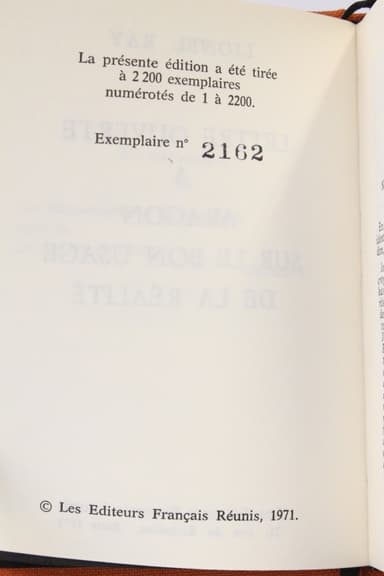 La présente édition a été tirée
à 2 200 exemplaires
numérotés de 1 à 2200.
Exemplaire n° 2162
© Les Editeurs Français Réunis, 1971.